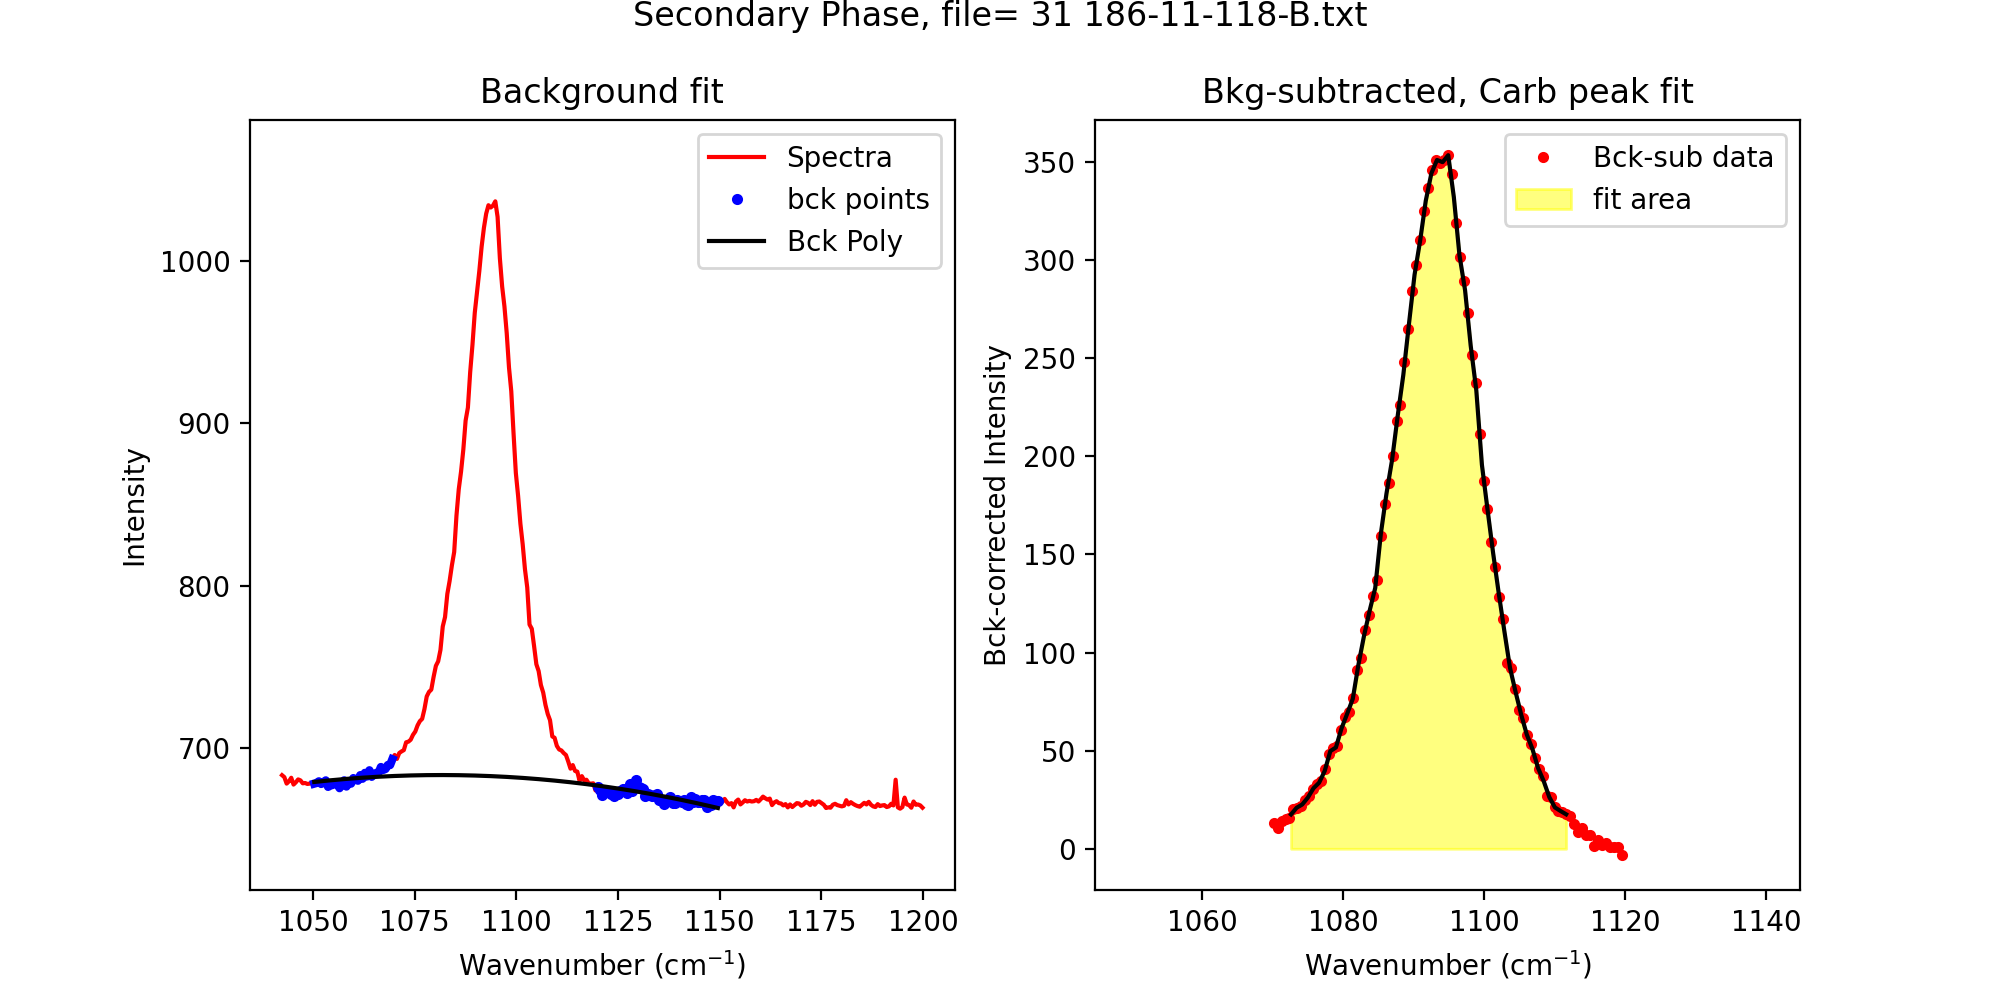 Secondary Phase, file= 31 186-11-118-B.txt
Background fit
Spectra
bck points
Bck Poly
1000
900
800
700
Intensity
1050 1075 1100 1125 1150 1175 1200
Wavenumber (cm⁻¹)
Bkg-subtracted, Carb peak fit
Bck-sub data
fit area
350
300
250
200
150
100
50
0
Bck-corrected Intensity
1060 1080 1100 1120 1140
Wavenumber (cm⁻¹)